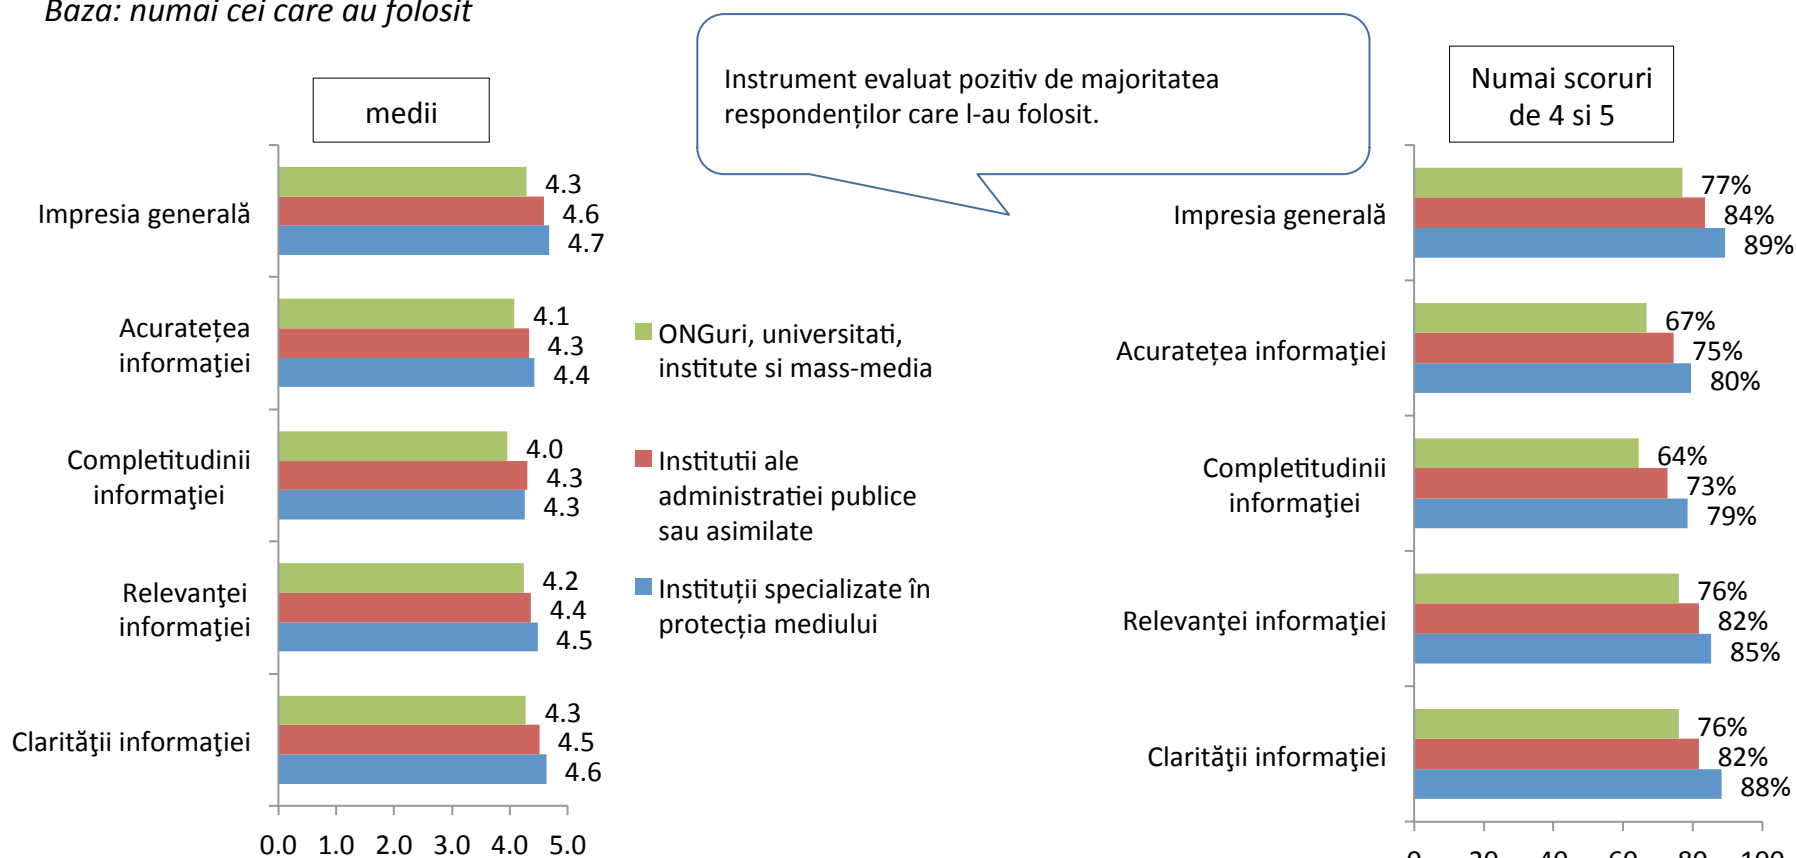 Baza: numai cei care au folosit
Instrument evaluat pozitiv de majoritatea
respondenților care l-au folosit.
medii
Impresia generală
4.3
4.6
4.7
Acuratețea
informaţiei
4.1
4.3
4.4
Completitudinii
informaţiei
4.0
4.3
4.3
Relevanţei
informaţiei
4.2
4.4
4.5
Clarităţii informaţiei
4.3
4.5
4.6
0.0 1.0 2.0 3.0 4.0 5.0
ONGuri, universitati,
institute si mass-media
Institutii ale
administratiei publice
sau asimilate
Instituții specializate în
protecția mediului
Numai scoruri
de 4 si 5
Impresia generală
77%
84%
89%
Acuratețea informaţiei
67%
75%
80%
Completitudinii
informaţiei
64%
73%
79%
Relevanţei informaţiei
76%
82%
85%
Clarităţii informaţiei
76%
82%
88%
0 20 40 60 80 100